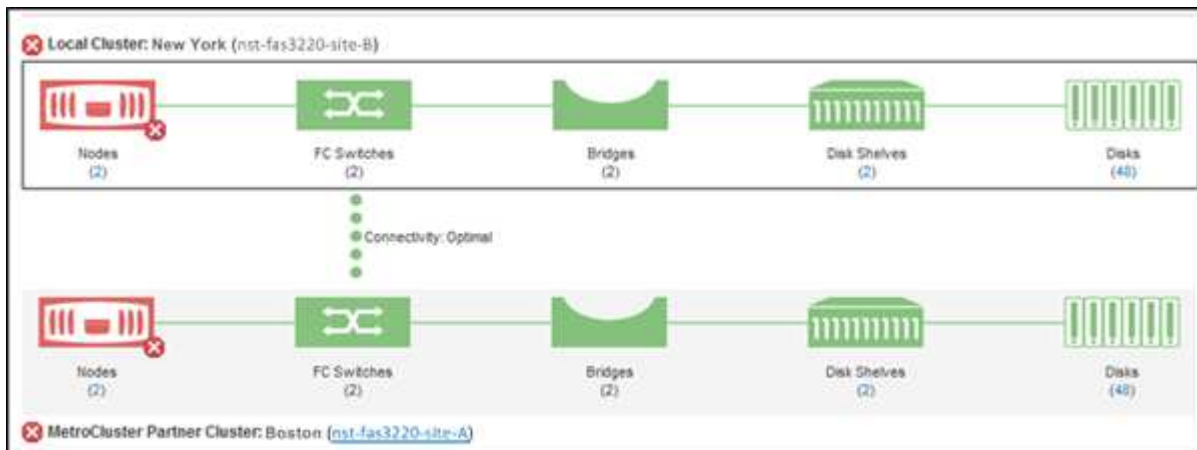 Local Cluster: New York (nst-fas3220-site-B)
Nodes FC Switches Bridges Disk Shelves Disks
(2) (2) (2) (2) (48)
Connectivity: Optimal
Nodes FC Switches Bridges Disk Shelves Disks
(2) (2) (2) (2) (48)
MetroCluster Partner Cluster: Boston (nst-fas3220-site-A)